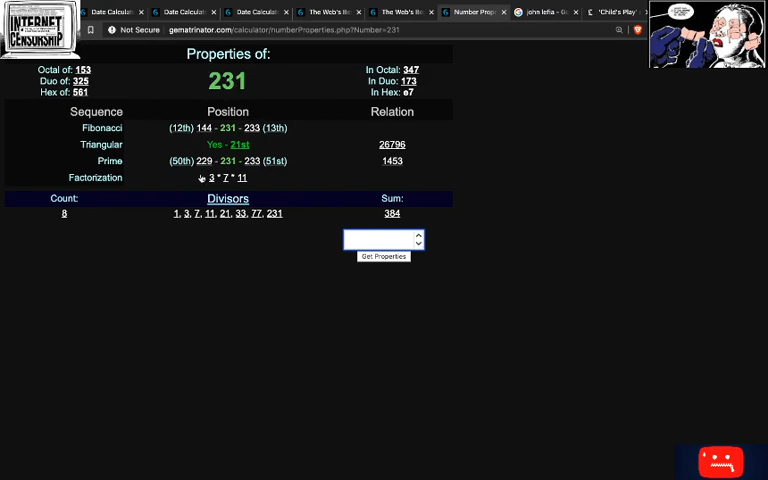 INTERNET
CENSORSHIP
Date Calcula
Date Calculat
Date Calculat
The Web's Be
The Web's Be
Number Prop
john lefia - G
'Child's Play'
Not Secure
gematrinator.com/calculator/numberProperties.php?Number=231
Properties of:
Octal of: 153
231
In Octal: 347
Duo of: 325
In Duo: 173
Hex of: 561
In Hex: e7
Sequence Position Relation
Fibonacci (12th) 144 - 231 - 233 (13th)
Triangular Yes - 21st 26796
Prime (50th) 229 - 231 - 233 (51st) 1453
Factorization 3 * 7 * 11
Count: Divisors Sum:
8 1, 3, 7, 11, 21, 33, 77, 231 384
Get Properties